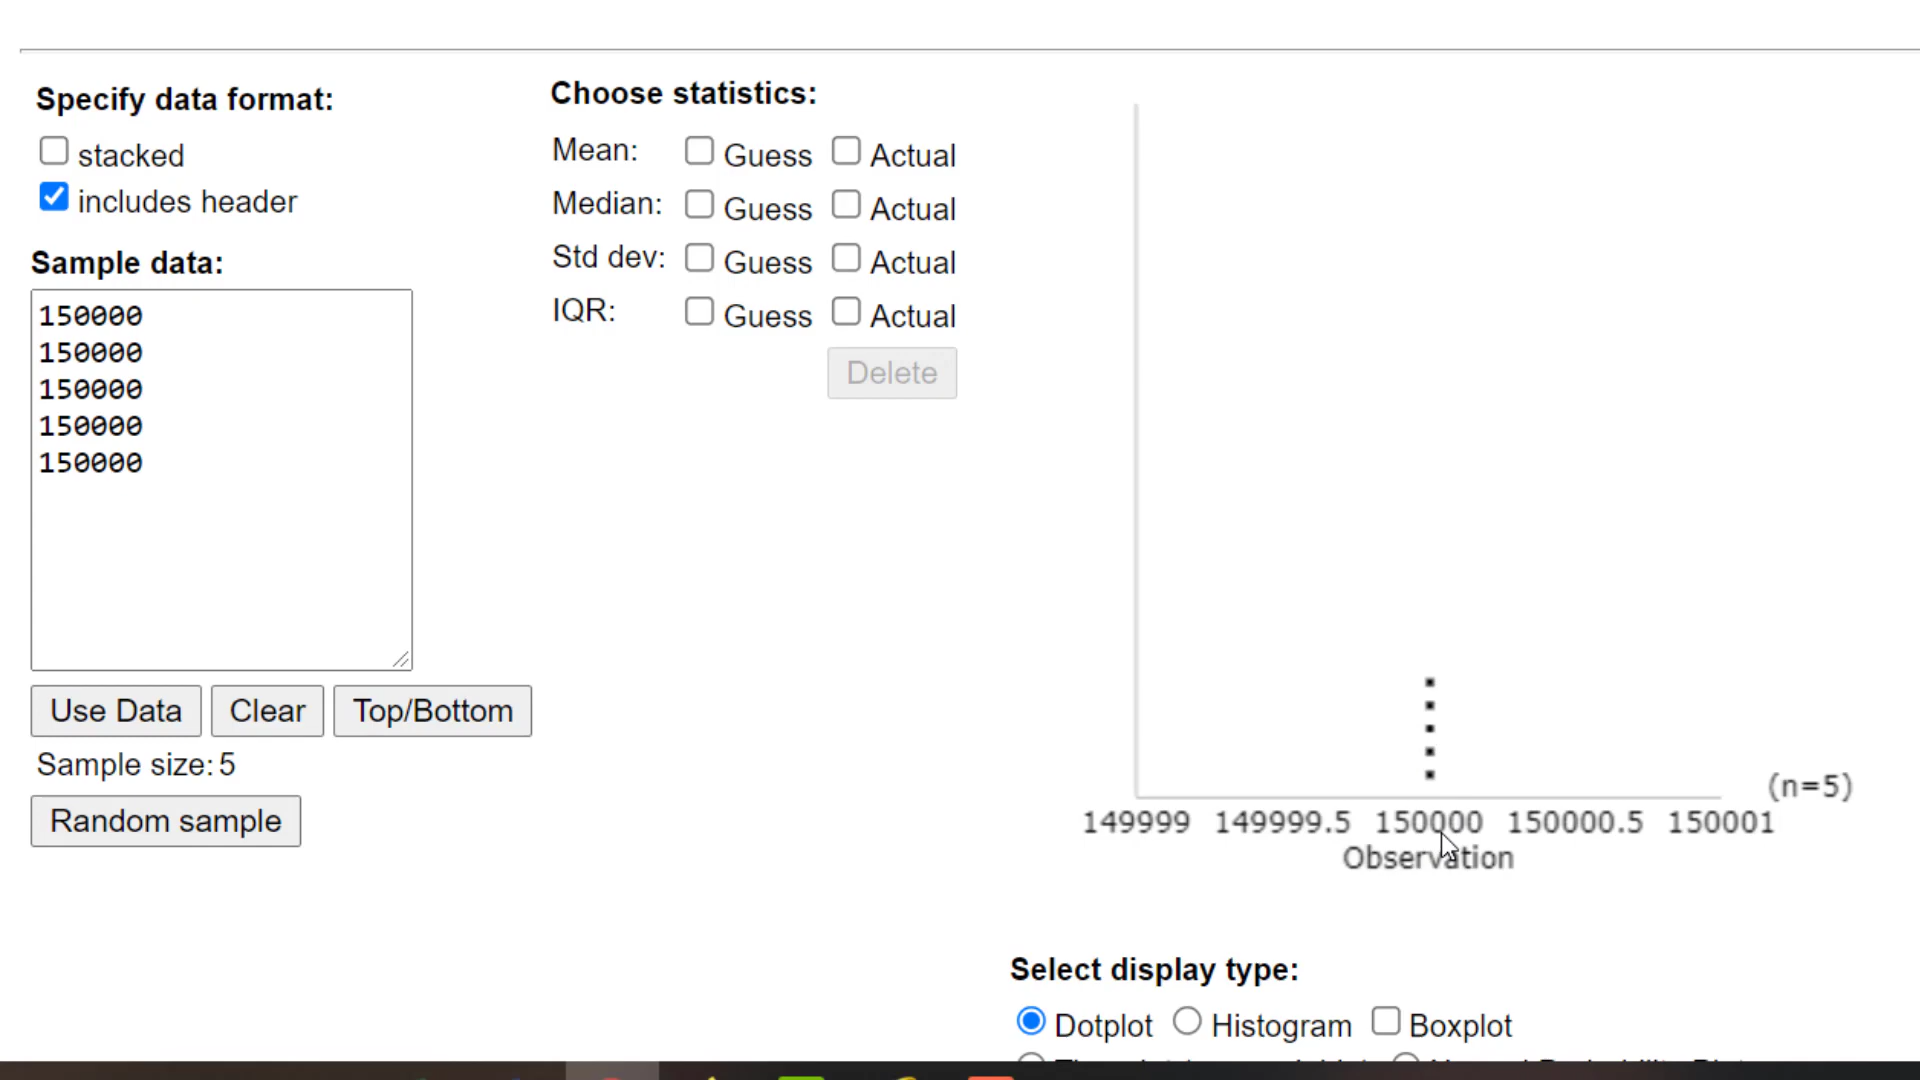 Specify data format:
stacked
includes header
Sample data:
150000
150000
150000
150000
150000
Use Data Clear Top/Bottom
Sample size: 5
Random sample
Choose statistics:
Mean: Guess Actual
Median: Guess Actual
Std dev: Guess Actual
IQR: Guess Actual
Delete
(n=5)
149999 149999.5 150000 150000.5 150001
Observation
Select display type:
Dotplot Histogram Boxplot